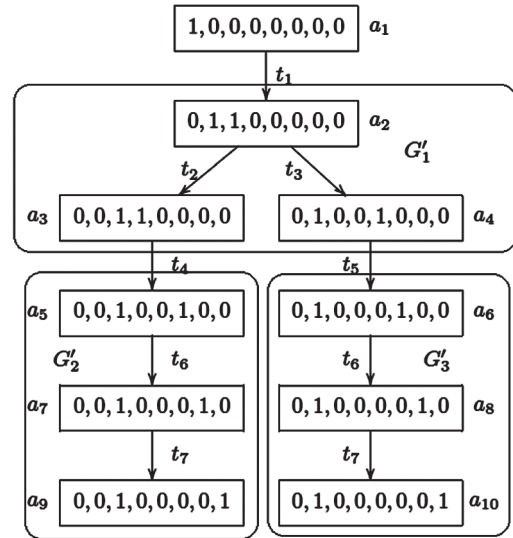 1,0,0,0,0,0,0,0 a₁
t₁
0,1,1,0,0,0,0,0 a₂
G′₁
t₂ t₃
a₃ 0,0,1,1,0,0,0,0 0,1,0,0,1,0,0,0 a₄
t₄ t₅
a₅ 0,0,1,0,0,1,0,0 0,1,0,0,0,1,0,0 a₆
G′₂ t₆ t₆ G′₃
a₇ 0,0,1,0,0,0,1,0 0,1,0,0,0,0,1,0 a₈
t₇ t₇
a₉ 0,0,1,0,0,0,0,1 0,1,0,0,0,0,0,1 a₁₀